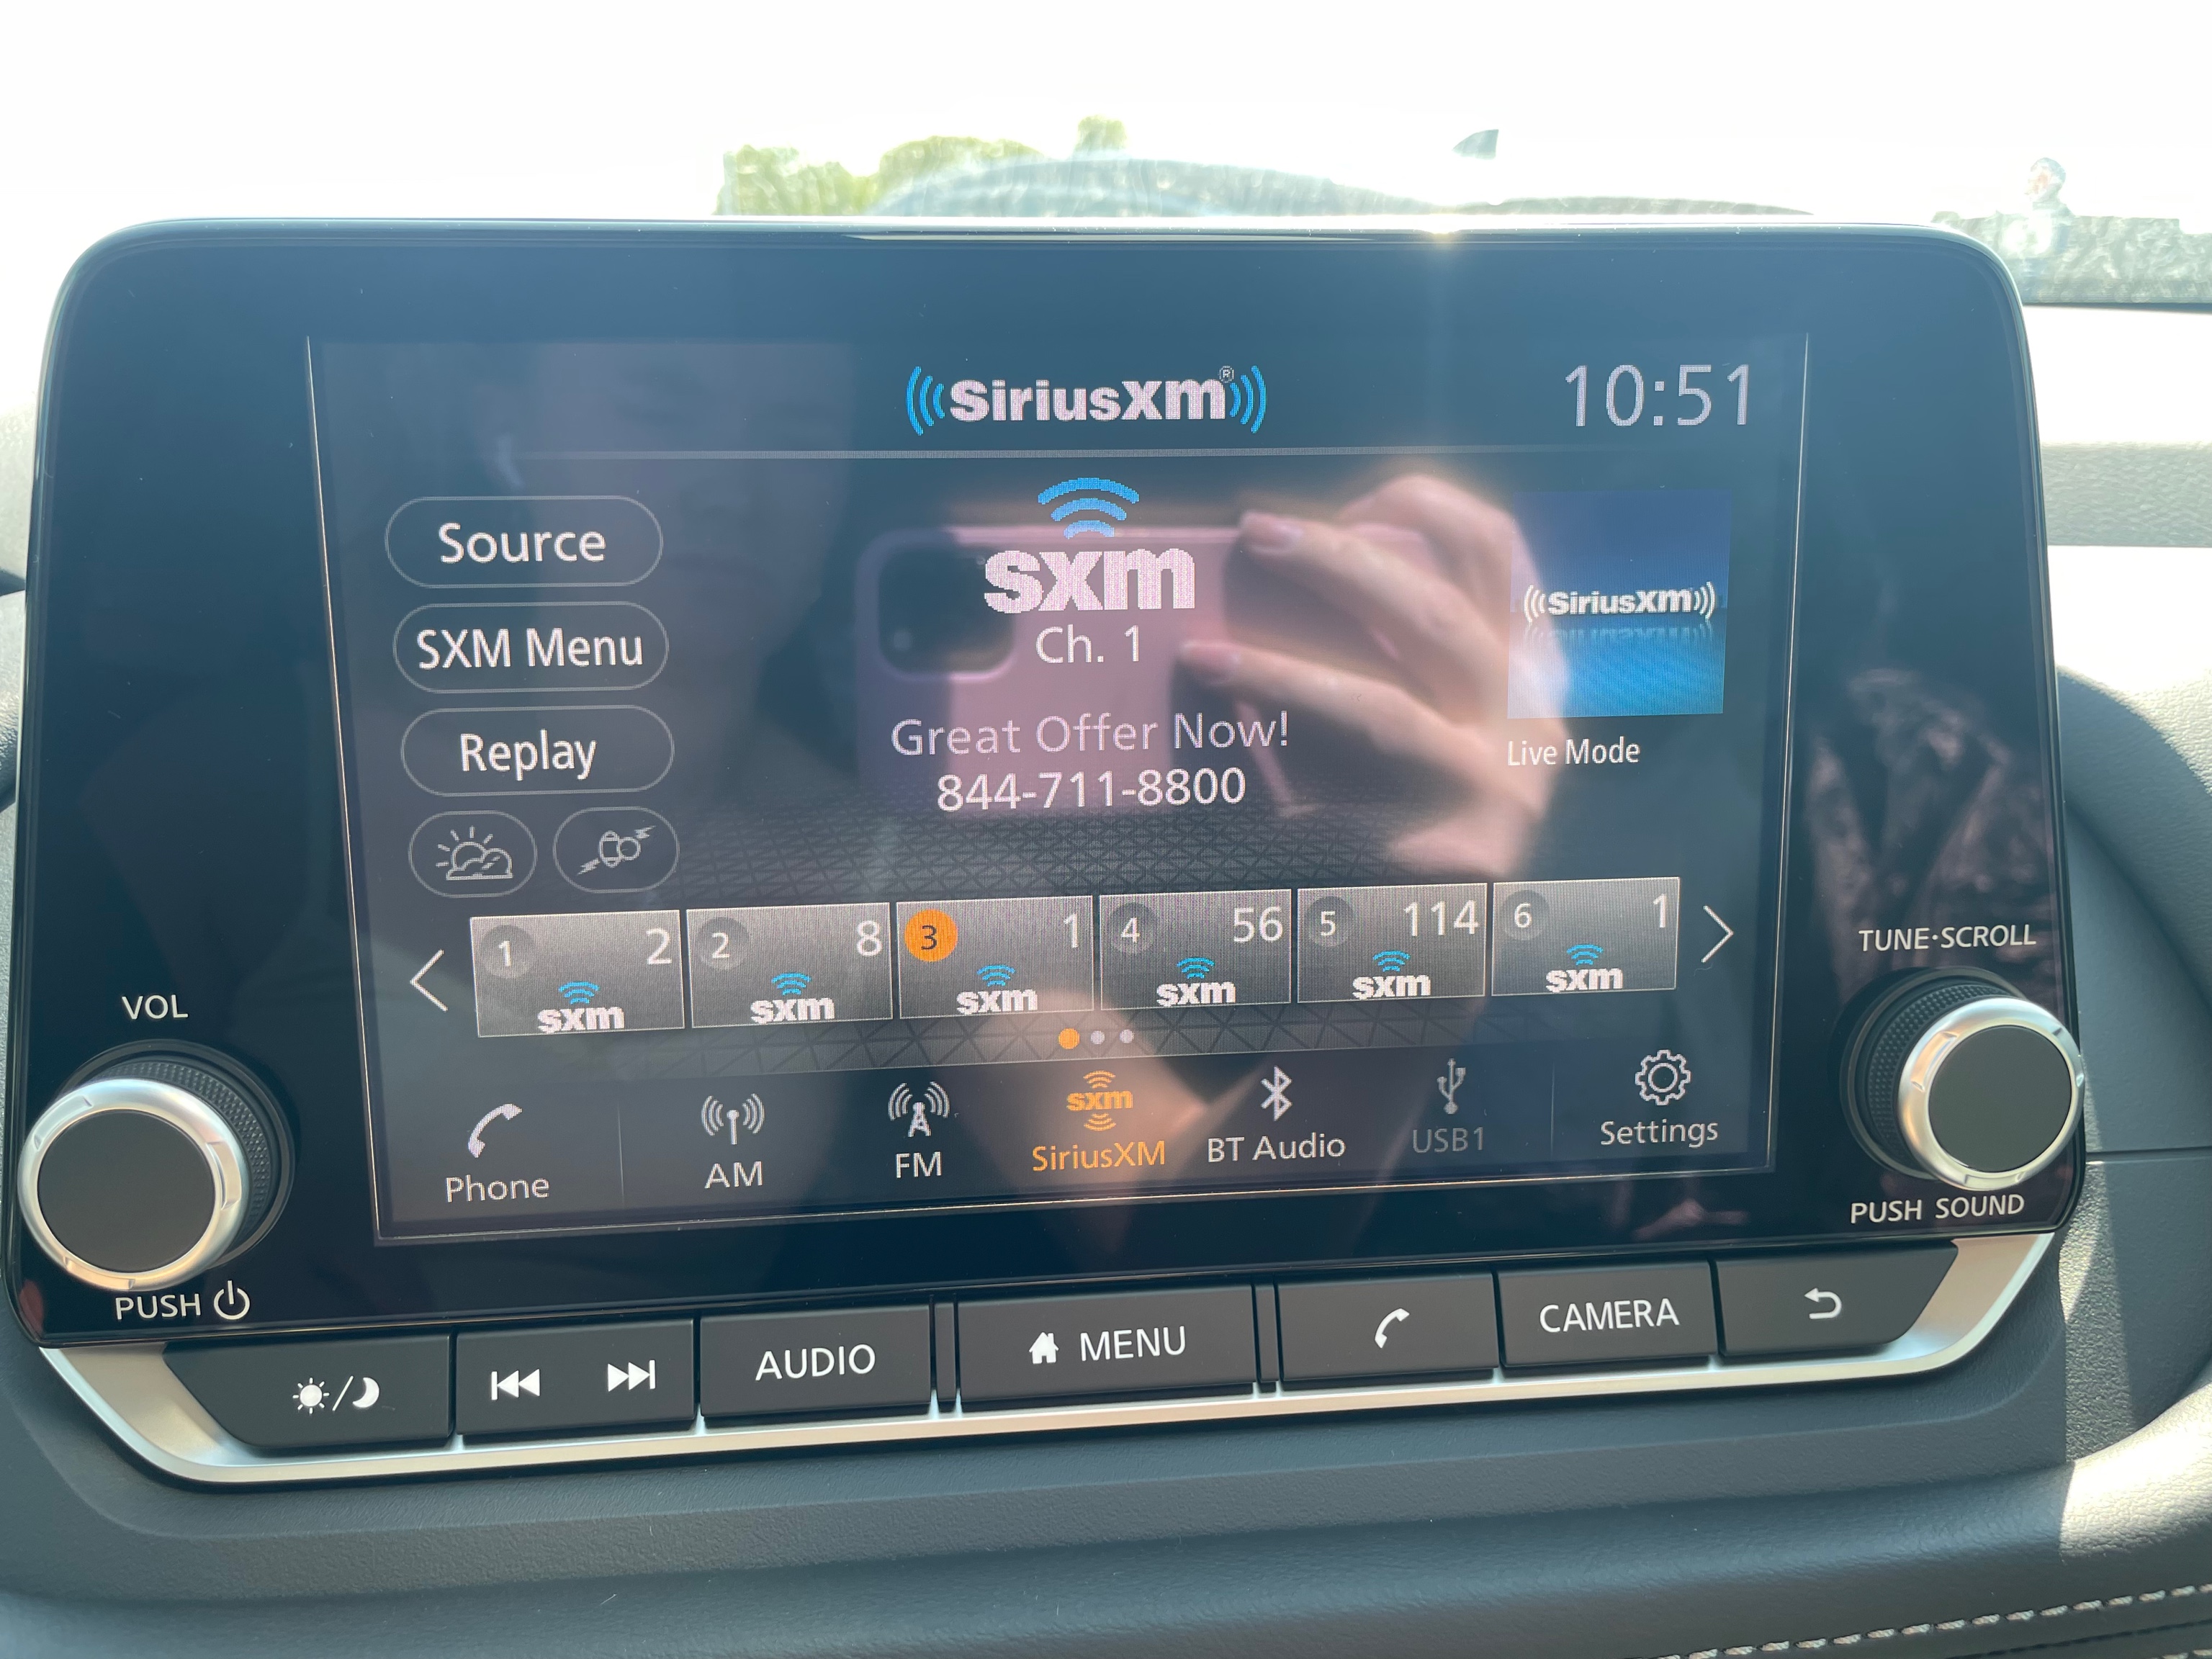 SiriusXM®
10:51
Source
SXM Menu
Replay
sxm
Ch. 1
Great Offer Now!
844-711-8800
SiriusXM
Live Mode
1 2 sxm
2 8 sxm
3 1 sxm
4 56 sxm
5 114 sxm
6 1 sxm
Phone
AM
FM
sxm
SiriusXM
BT Audio
USB1
Settings
VOL
PUSH
TUNE·SCROLL
PUSH SOUND
AUDIO
MENU
CAMERA